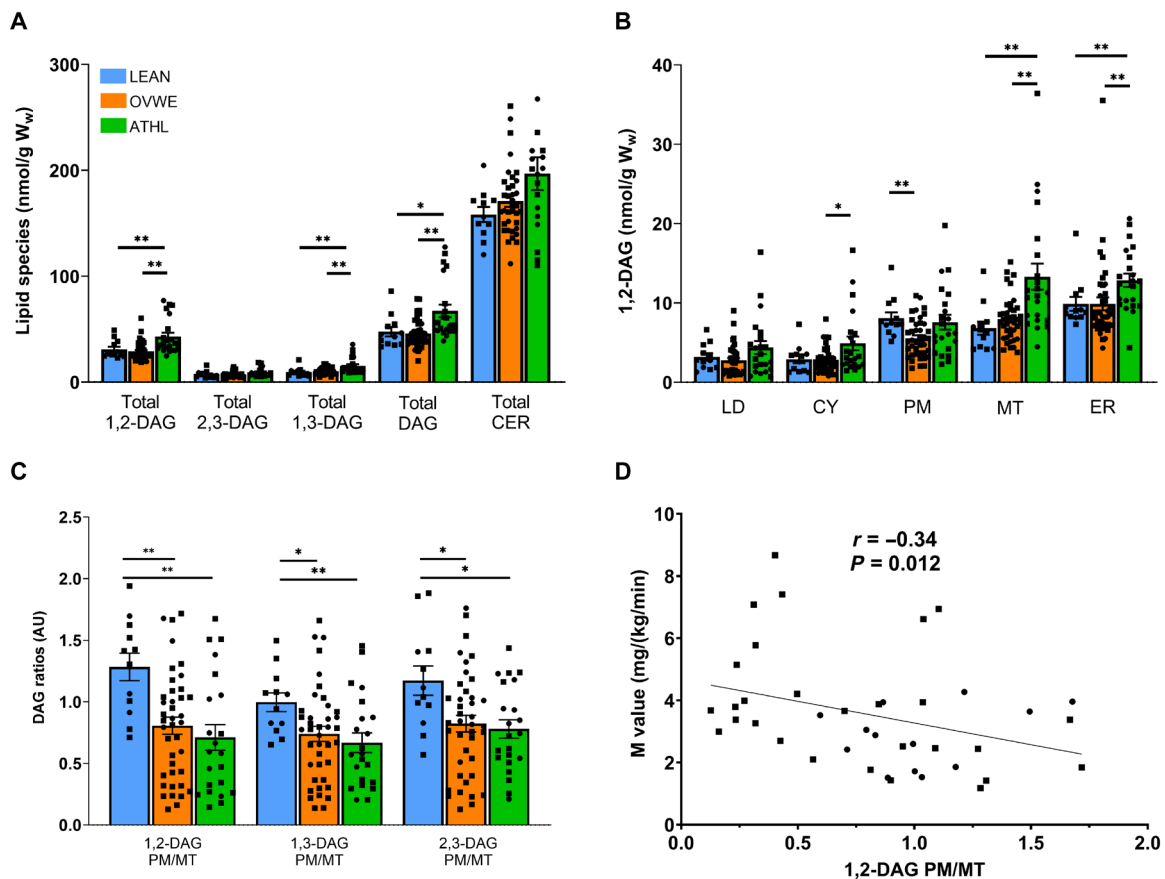 A
Lipid species (nmol/g Ww)
300
200
100
0
LEAN
OVWE
ATHL
**
**
**
**
*
**
Total
1,2-DAG
Total
2,3-DAG
Total
1,3-DAG
Total
DAG
Total
CER
B
1,2-DAG (nmol/g Ww)
40
30
20
10
0
*
**
**
**
**
**
LD
CY
PM
MT
ER
C
DAG ratios (AU)
2.5
2.0
1.5
1.0
0.5
0.0
**
**
*
**
*
*
1,2-DAG
PM/MT
1,3-DAG
PM/MT
2,3-DAG
PM/MT
D
M value (mg/(kg/min)
10
8
6
4
2
0
r = –0.34
P = 0.012
0.0
0.5
1.0
1.5
2.0
1,2-DAG PM/MT